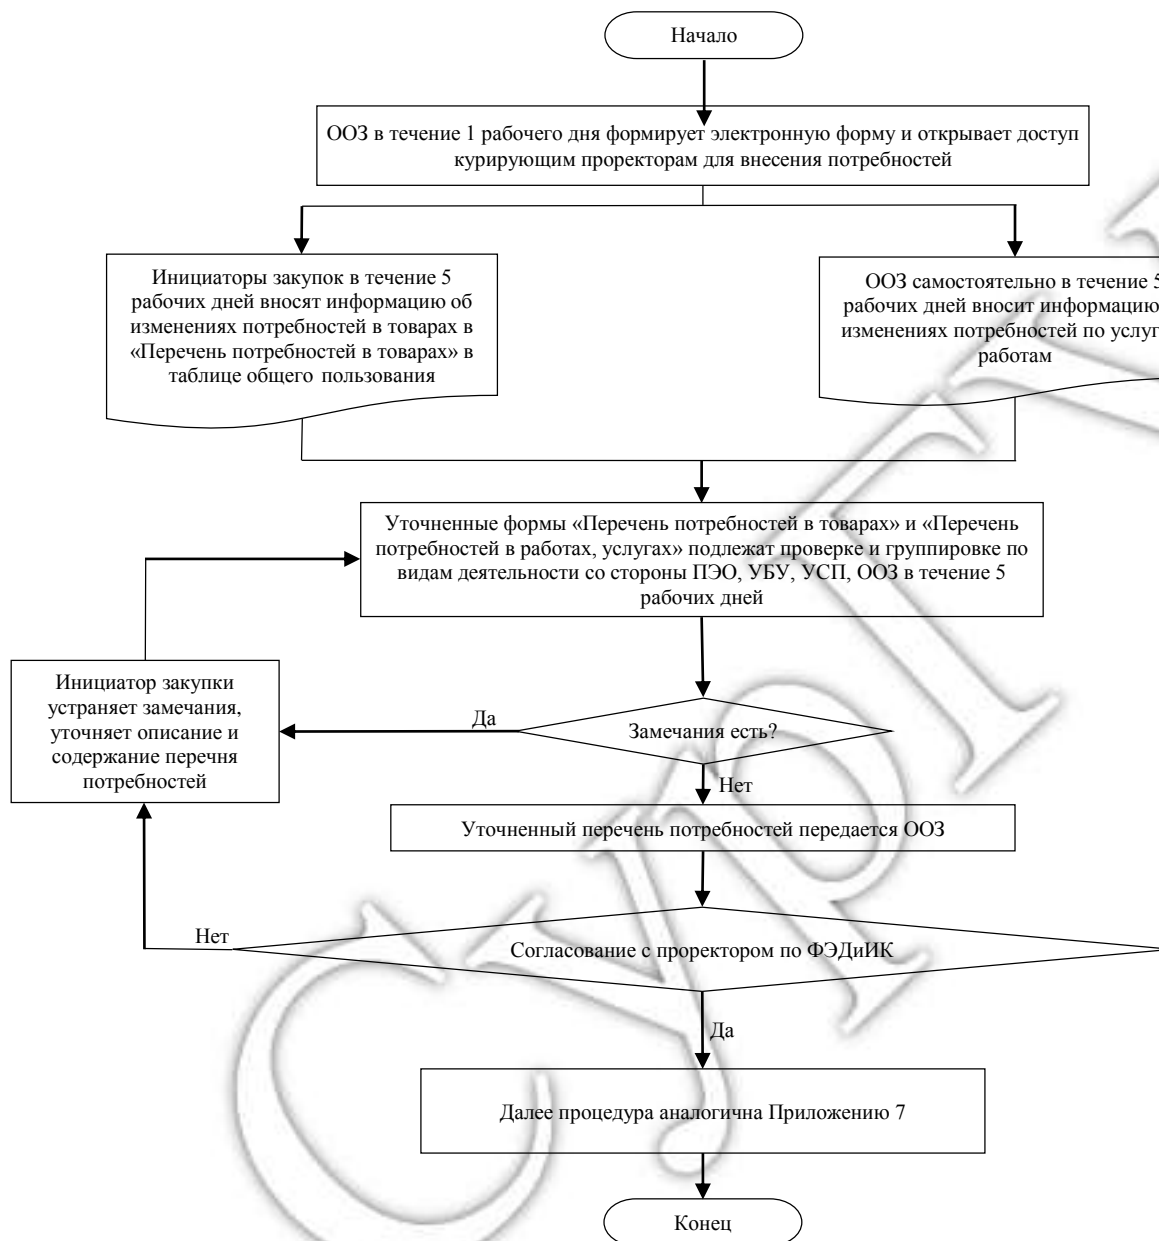 Начало
ООЗ в течение 1 рабочего дня формирует электронную форму и открывает доступ
курирующим проректорам для внесения потребностей
Инициаторы закупок в течение 5
рабочих дней вносят информацию об
изменениях потребностей в товарах в
«Перечень потребностей в товарах» в
таблице общего пользования
ООЗ самостоятельно в течение 5
рабочих дней вносит информацию
изменениях потребностей по услуг
работам
Уточненные формы «Перечень потребностей в товарах» и «Перечень
потребностей в работах, услугах» подлежат проверке и группировке по
видам деятельности со стороны ПЭО, УБУ, УСП, ООЗ в течение 5
рабочих дней
Инициатор закупки
устраняет замечания,
уточняет описание и
содержание перечня
потребностей
Да
Замечания есть?
Нет
Уточненный перечень потребностей передается ООЗ
Нет
Согласование с проректором по ФЭДиИК
Да
Далее процедура аналогична Приложению 7
Конец